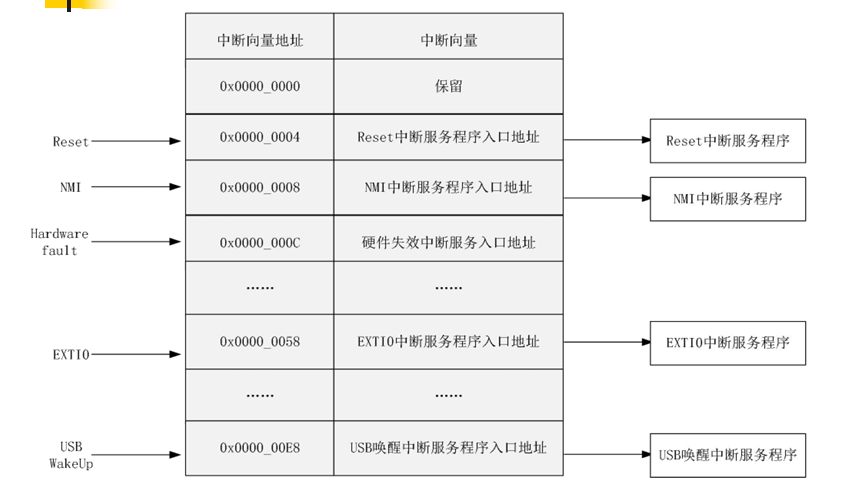 中断向量地址 中断向量
0x0000_0000 保留
Reset 0x0000_0004 Reset中断服务程序入口地址 Reset中断服务程序
NMI 0x0000_0008 NMI中断服务程序入口地址 NMI中断服务程序
Hardware
fault 0x0000_000C 硬件失效中断服务入口地址
…… ……
EXTI0 0x0000_0058 EXTI0中断服务程序入口地址 EXTI0中断服务程序
…… ……
USB
WakeUp 0x0000_00E8 USB唤醒中断服务程序入口地址 USB唤醒中断服务程序